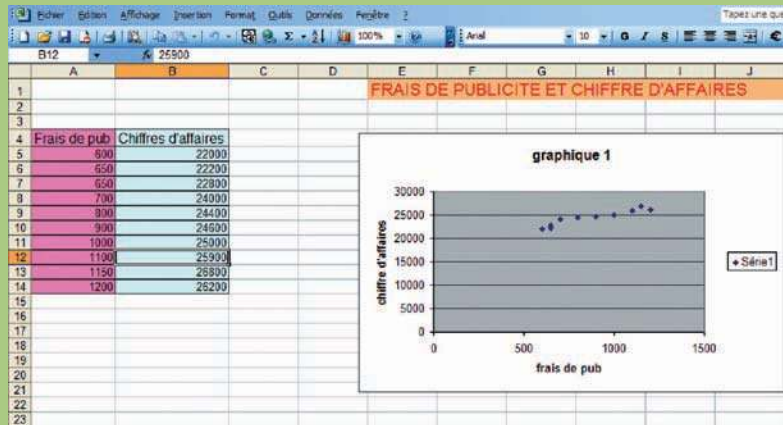 Fichier Edition Affichage Insertion Format Outils Données Fenêtre ? Tapez une que
Σ 100% Arial 10 G I S €
B12 fx 25900
A B C D E F G H I J
1 FRAIS DE PUBLICITE ET CHIFFRE D'AFFAIRES
2
3
4 Frais de pub Chiffres d'affaires
5 600 22000
6 650 22200
7 650 22800
8 700 24000
9 800 24400
10 900 24600
11 1000 25000
12 1100 25900
13 1150 26800
14 1200 26200
15
16
17
18
19
20
21
22
23
graphique 1
chiffre d'affaires
30000
25000
20000
15000
10000
5000
0
0 500 1000 1500
frais de pub
Série1